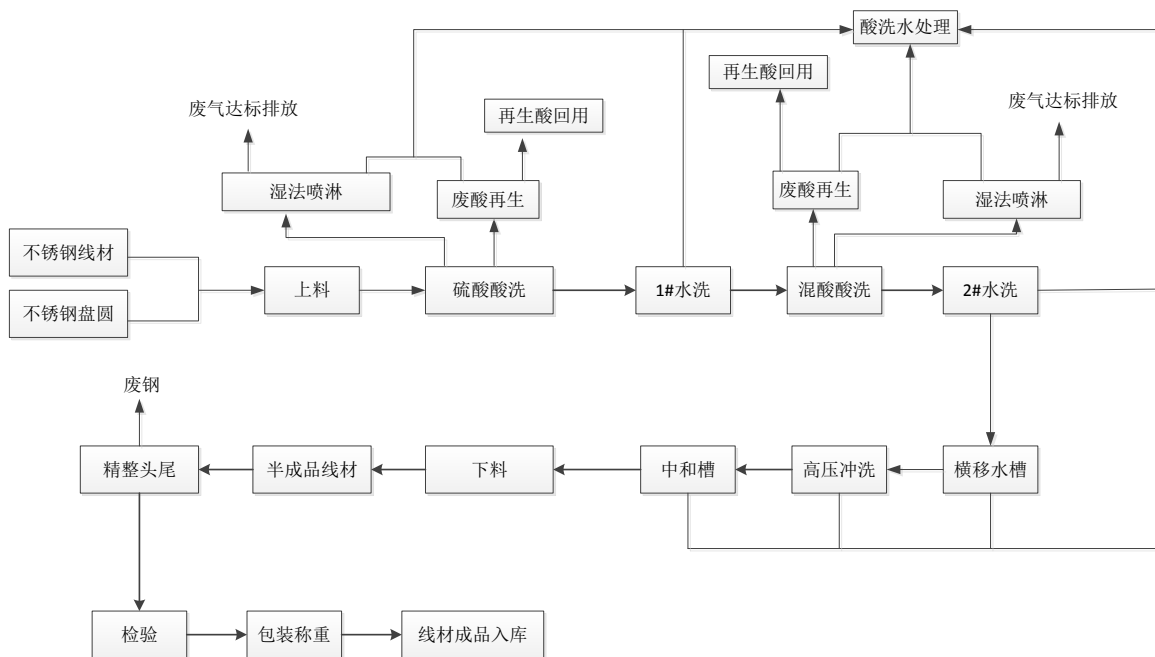 酸洗水处理
再生酸回用
废气达标排放
再生酸回用
废气达标排放
湿法喷淋
废酸再生
废酸再生
湿法喷淋
不锈钢线材
上料
硫酸酸洗
1#水洗
混酸酸洗
2#水洗
不锈钢盘圆
废钢
精整头尾
半成品线材
下料
中和槽
高压冲洗
横移水槽
检验
包装称重
线材成品入库